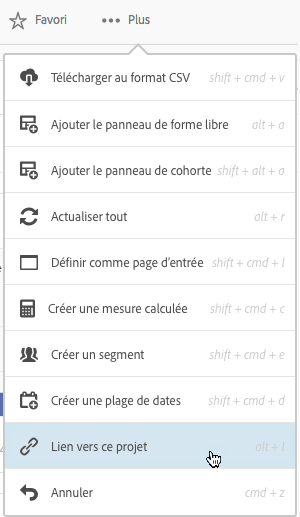 Favori ••• Plus
Télécharger au format CSV shift + cmd + v
Ajouter le panneau de forme libre alt + a
Ajouter le panneau de cohorte shift + alt + a
Actualiser tout alt + r
Définir comme page d'entrée shift + cmd + l
Créer une mesure calculée shift + cmd + c
Créer un segment shift + cmd + e
Créer une plage de dates shift + cmd + d
Lien vers ce projet alt + l
Annuler cmd + z